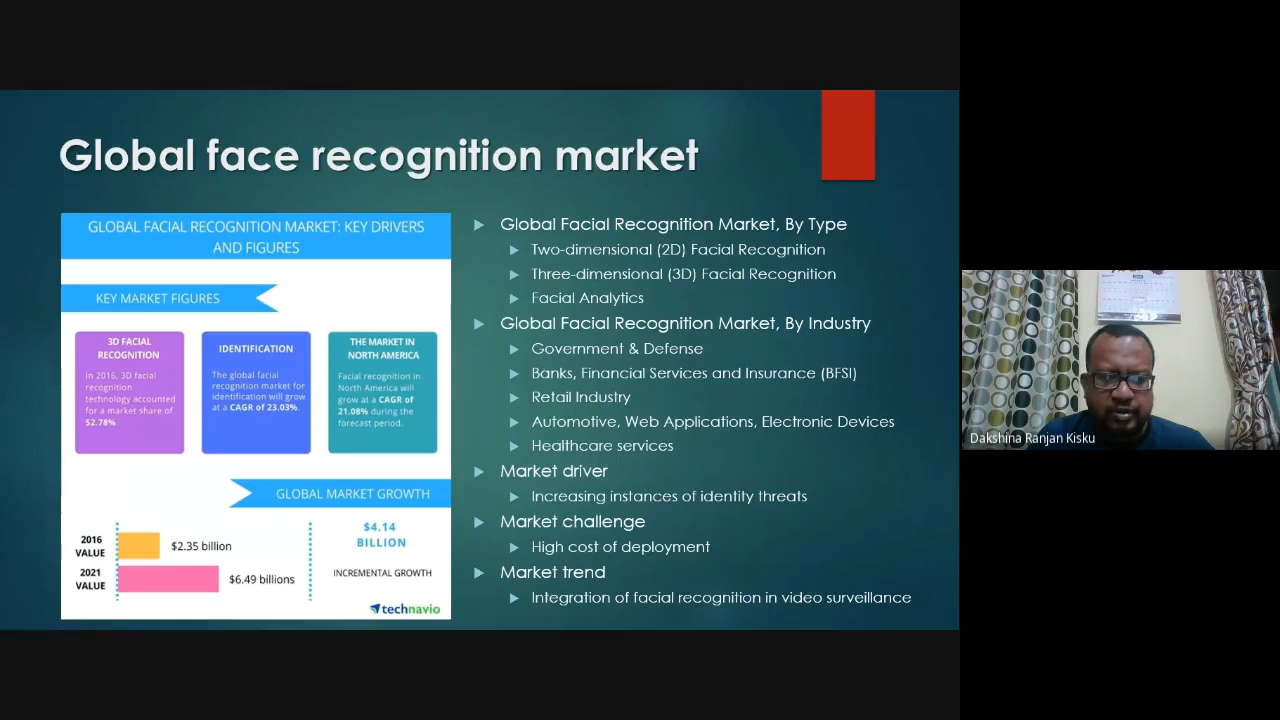 Global face recognition market
GLOBAL FACIAL RECOGNITION MARKET: KEY DRIVERS
AND FIGURES
KEY MARKET FIGURES
3D FACIAL
RECOGNITION
In 2016, 3D facial
recognition
technology accounted
for a market share of
52.78%.
IDENTIFICATION
The global facial
recognition market for
identification will grow
at a CAGR of 23.03%.
THE MARKET IN
NORTH AMERICA
Facial recognition in
North America will
grow at a CAGR of
21.08% during the
forecast period.
GLOBAL MARKET GROWTH
2016
VALUE
$2.35 billion
2021
VALUE
$6.49 billions
$4.14
BILLION
INCREMENTAL GROWTH
technavio
Global Facial Recognition Market, By Type
Two-dimensional (2D) Facial Recognition
Three-dimensional (3D) Facial Recognition
Facial Analytics
Global Facial Recognition Market, By Industry
Government & Defense
Banks, Financial Services and Insurance (BFSI)
Retail Industry
Automotive, Web Applications, Electronic Devices
Healthcare services
Market driver
Increasing instances of identity threats
Market challenge
High cost of deployment
Market trend
Integration of facial recognition in video surveillance
Dakshina Ranjan Kisku